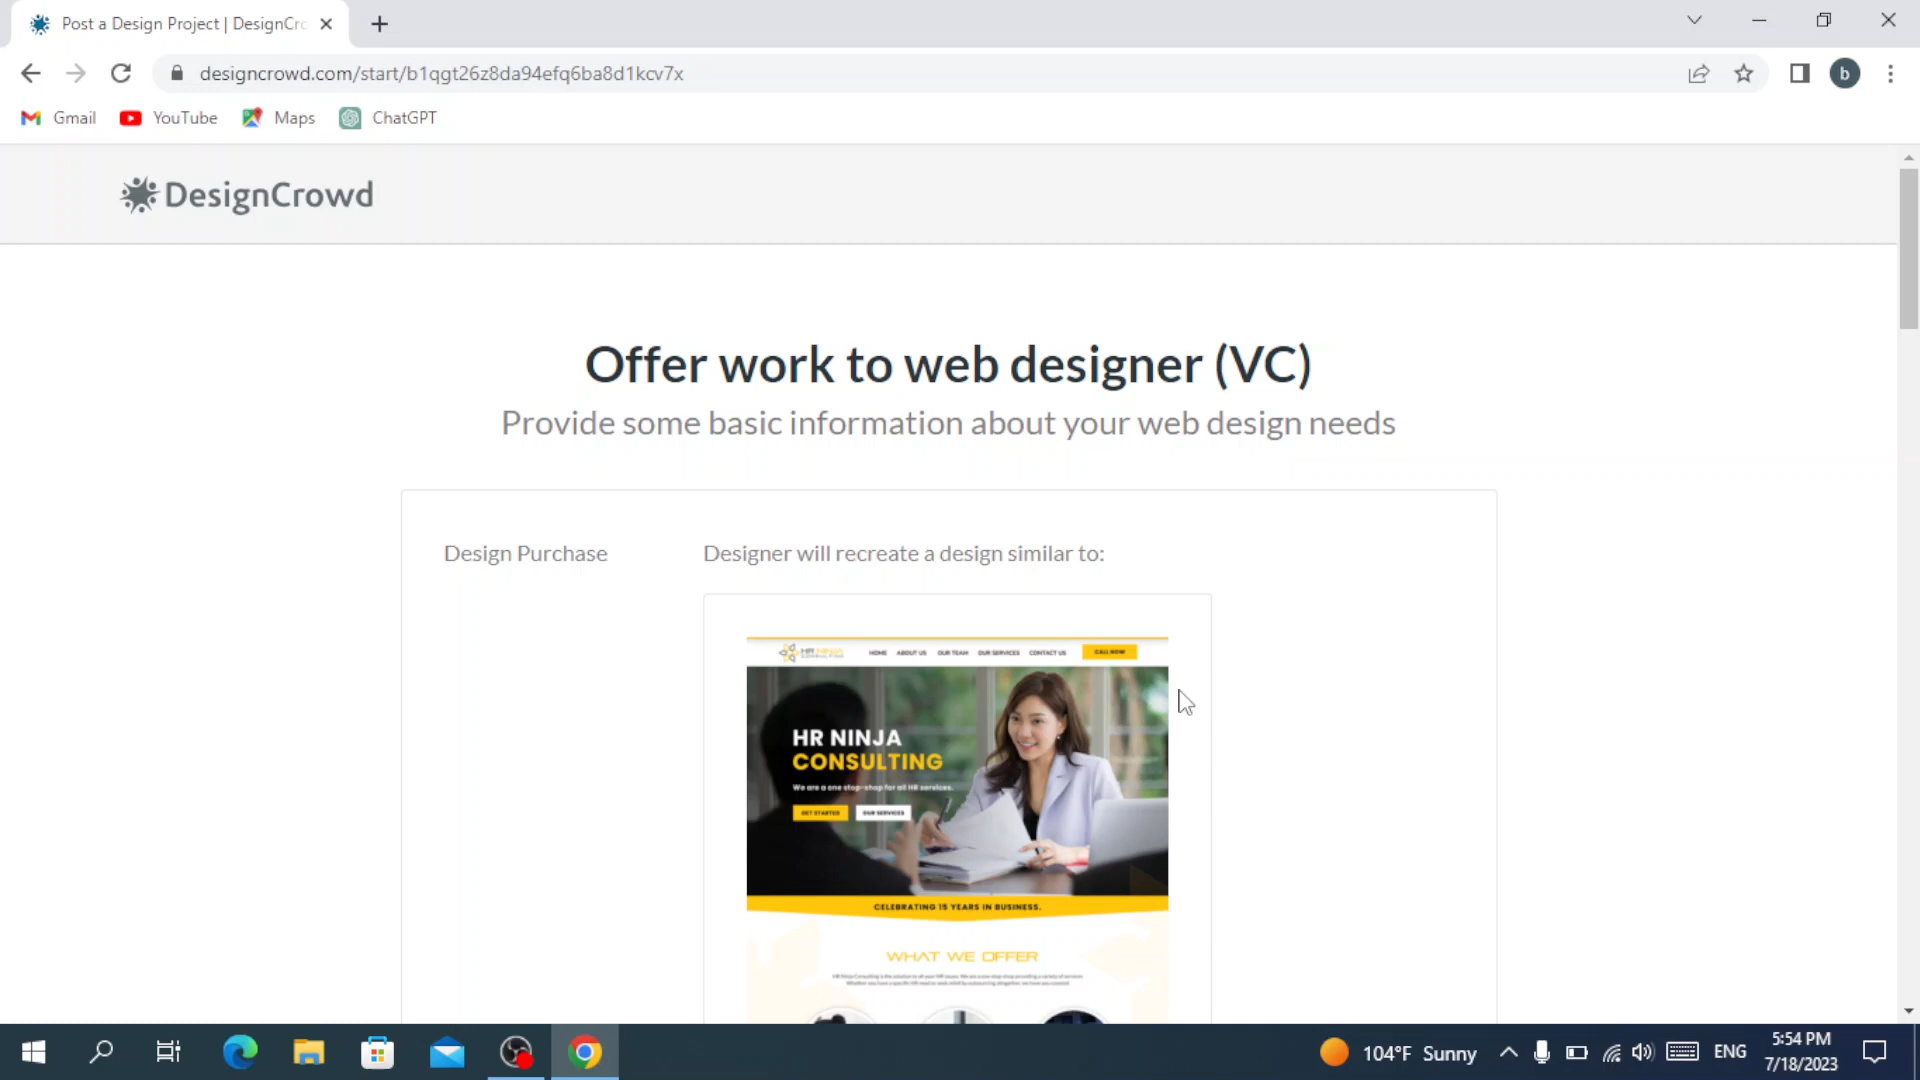 Post a Design Project | DesignCro
designcrowd.com/start/b1qgt26z8da94efq6ba8d1kcv7x
b
Gmail
YouTube
Maps
ChatGPT
DesignCrowd
Offer work to web designer (VC)
Provide some basic information about your web design needs
Design Purchase
Designer will recreate a design similar to:
HR NINJA
CONSULTING
HOME ABOUT US OUR TEAM OUR SERVICES CONTACT US CALL NOW
HR NINJA
CONSULTING
We are a one stop-shop for all HR services.
GET STARTED OUR SERVICES
CELEBRATING 15 YEARS IN BUSINESS.
WHAT WE OFFER
104°F Sunny
ENG
5:54 PM
7/18/2023